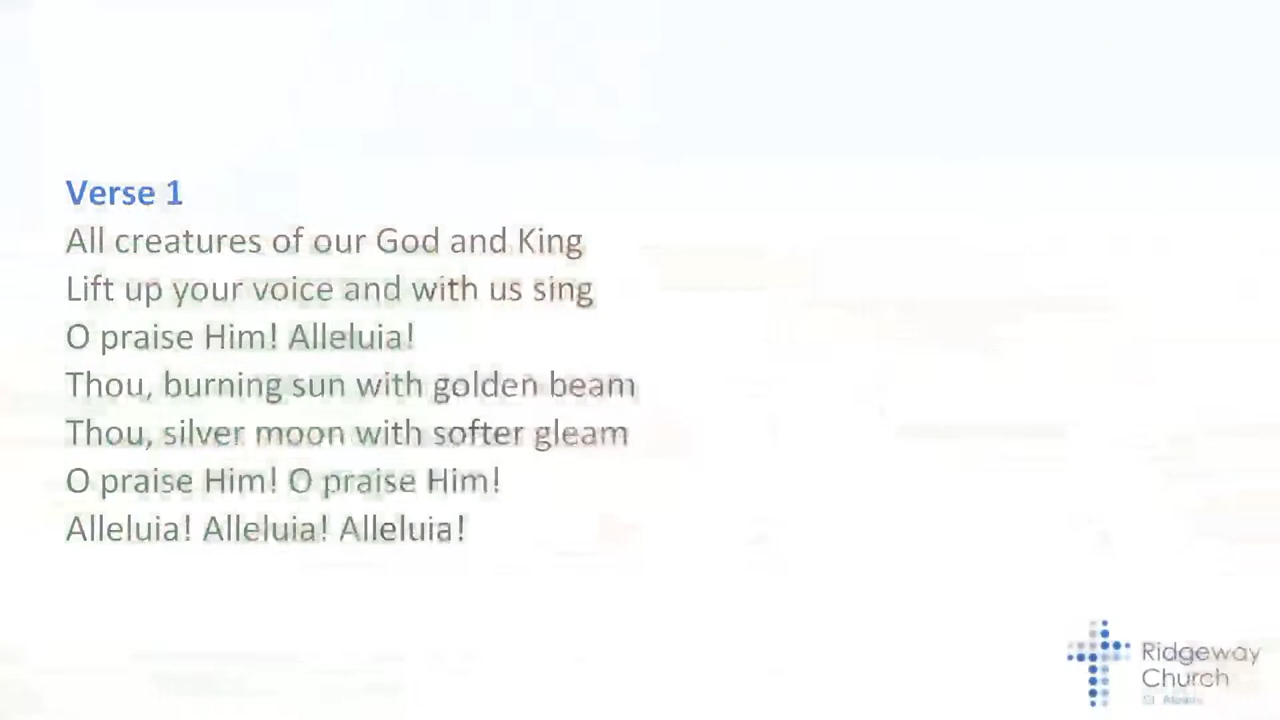 Verse 1
All creatures of our God and King
Lift up your voice and with us sing
O praise Him! Alleluia!
Thou, burning sun with golden beam
Thou, silver moon with softer gleam
O praise Him! O praise Him!
Alleluia! Alleluia! Alleluia!
Ridgeway
Church